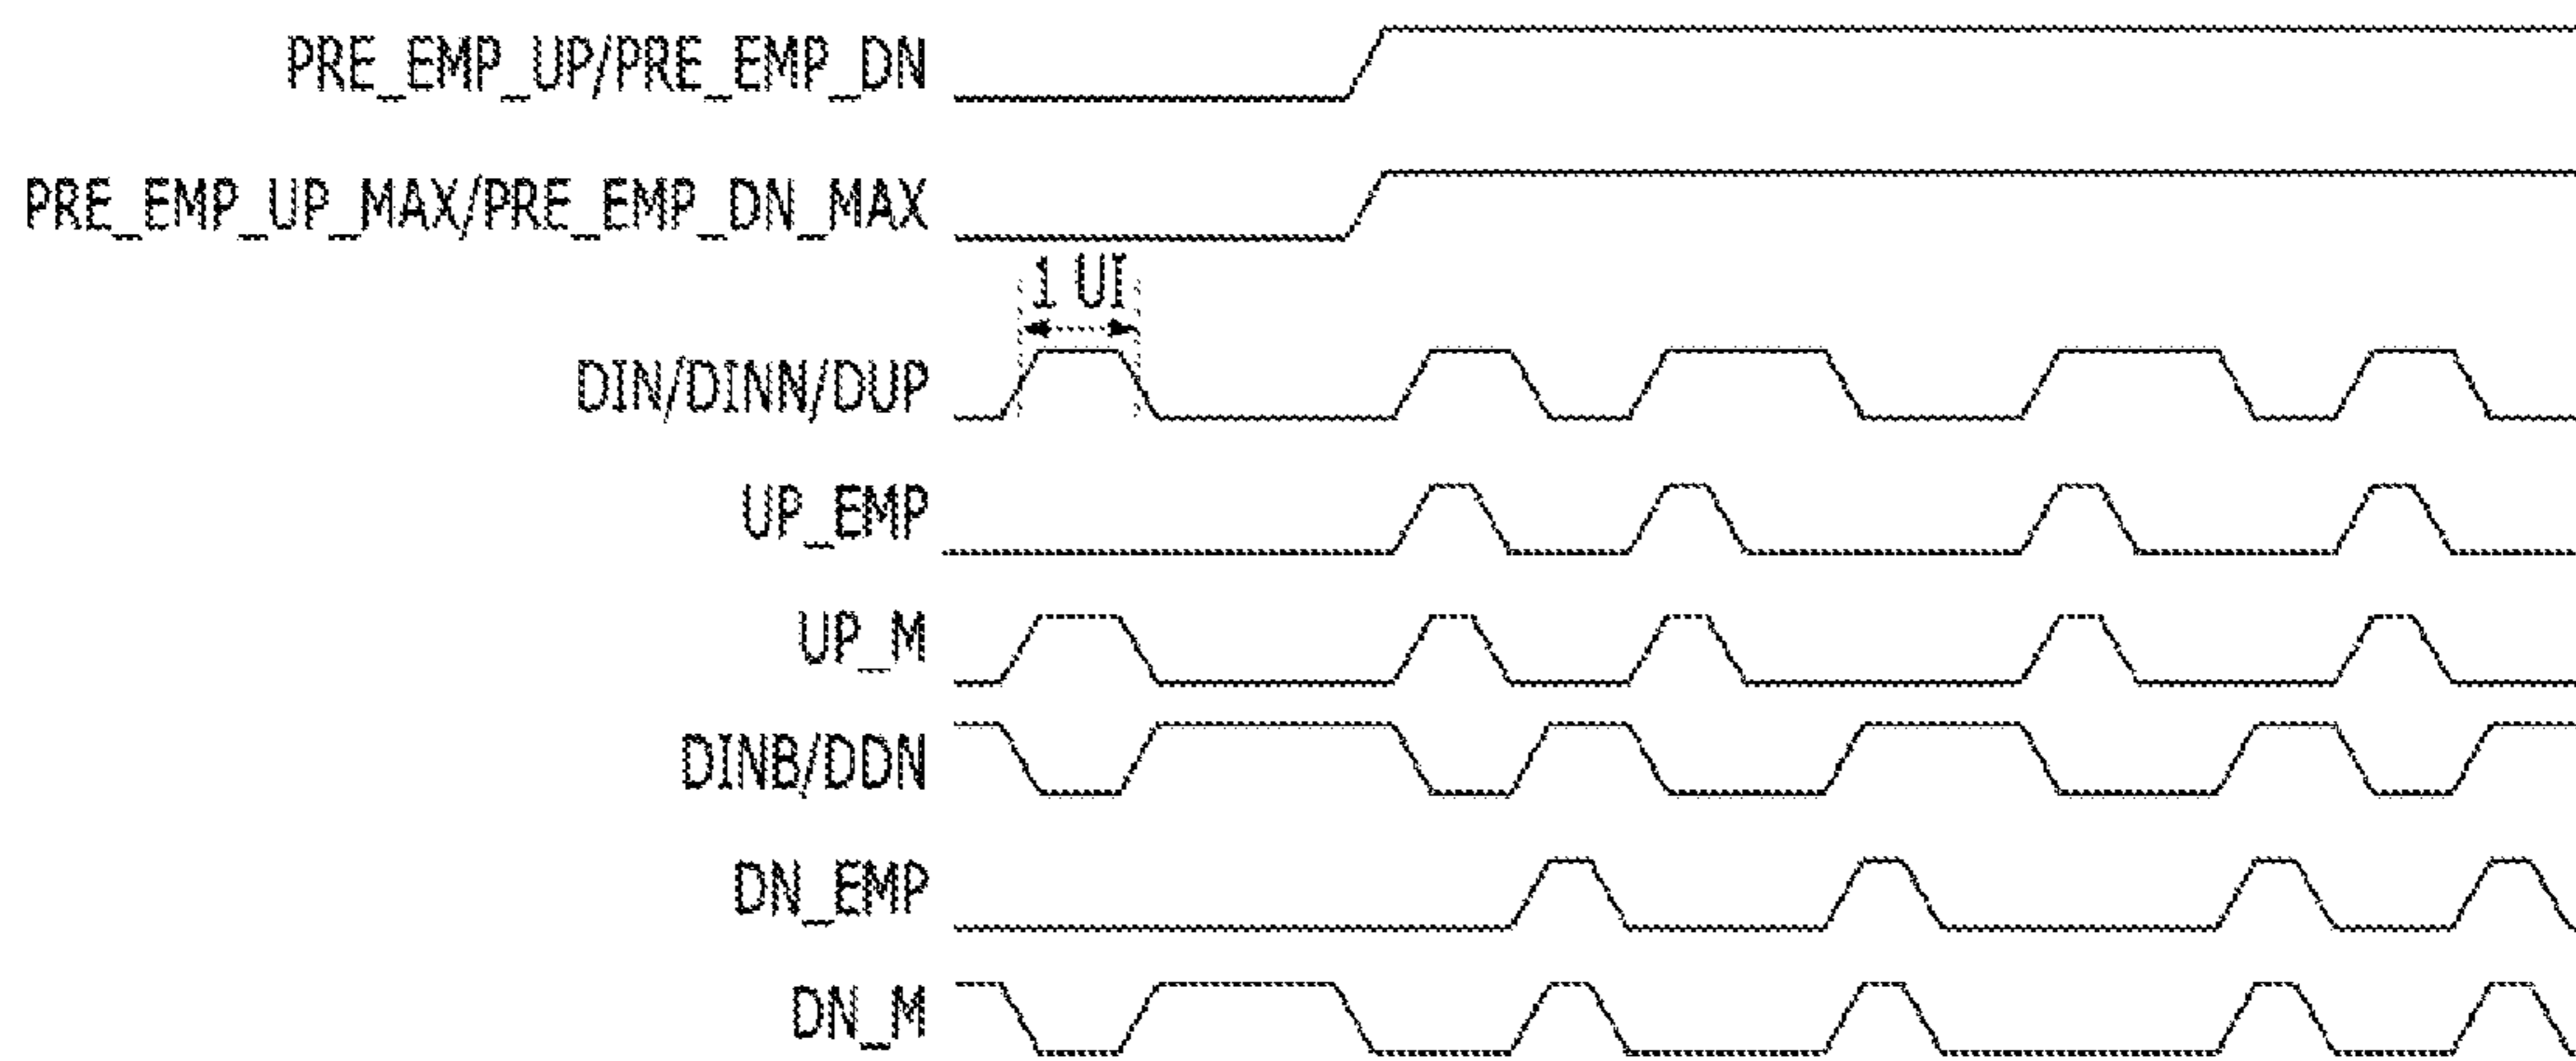 PRE_EMP_UP/PRE_EMP_DN
PRE_EMP_UP_MAX/PRE_EMP_DN_MAX
1 UI
DIN/DINN/DUP
UP_EMP
UP_M
DINB/DDN
DN_EMP
DN_M